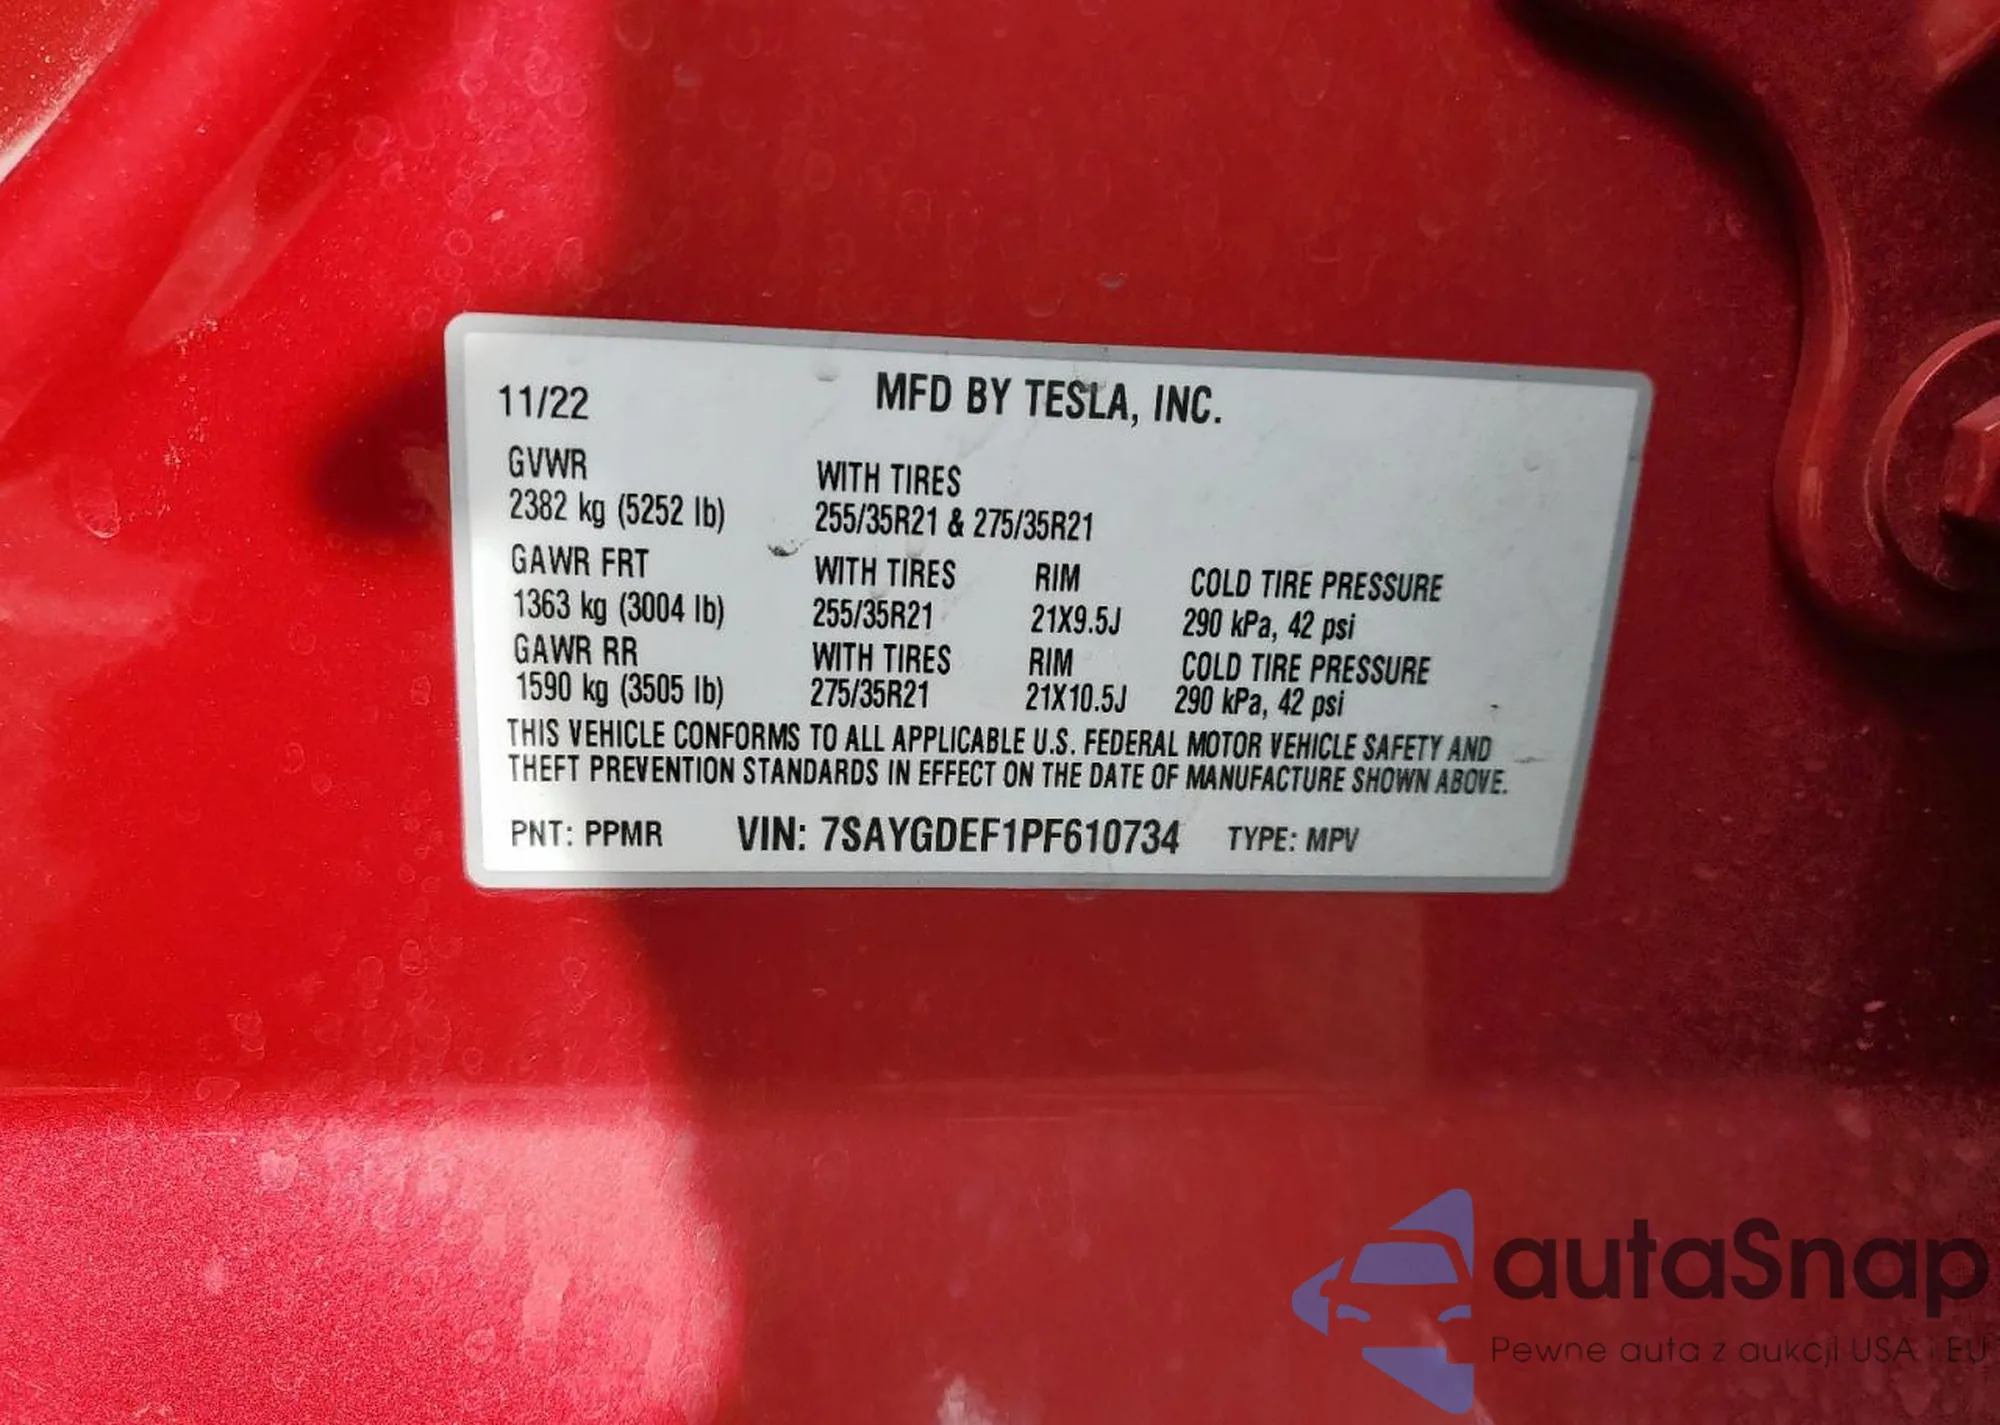 11/22 MFD BY TESLA, INC.
GVWR WITH TIRES
2382 kg (5252 lb) 255/35R21 & 275/35R21
GAWR FRT WITH TIRES RIM COLD TIRE PRESSURE
1363 kg (3004 lb) 255/35R21 21X9.5J 290 kPa, 42 psi
GAWR RR WITH TIRES RIM COLD TIRE PRESSURE
1590 kg (3505 lb) 275/35R21 21X10.5J 290 kPa, 42 psi
THIS VEHICLE CONFORMS TO ALL APPLICABLE U.S. FEDERAL MOTOR VEHICLE SAFETY AND
THEFT PREVENTION STANDARDS IN EFFECT ON THE DATE OF MANUFACTURE SHOWN ABOVE.
PNT: PPMR VIN: 7SAYGDEF1PF610734 TYPE: MPV
autaSnap
Pewne auta z aukcji USA i EU